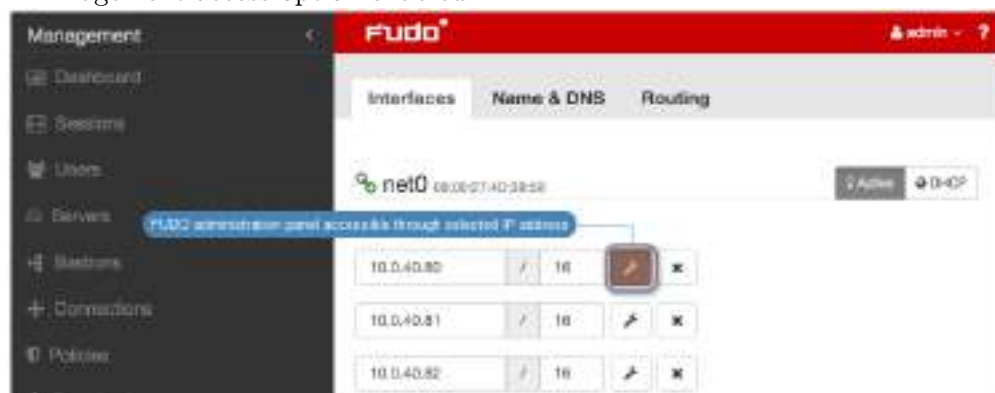 Management
Fudo
admin
?
Dashboard
Sessions
Users
Servers
Bastions
Connections
Policies
Interfaces Name & DNS Routing
net0
Active DHCP
FUDO administration panel accessible through selected IP address
10.0.40.80 / 16
10.0.40.81 / 16
10.0.40.82 / 16